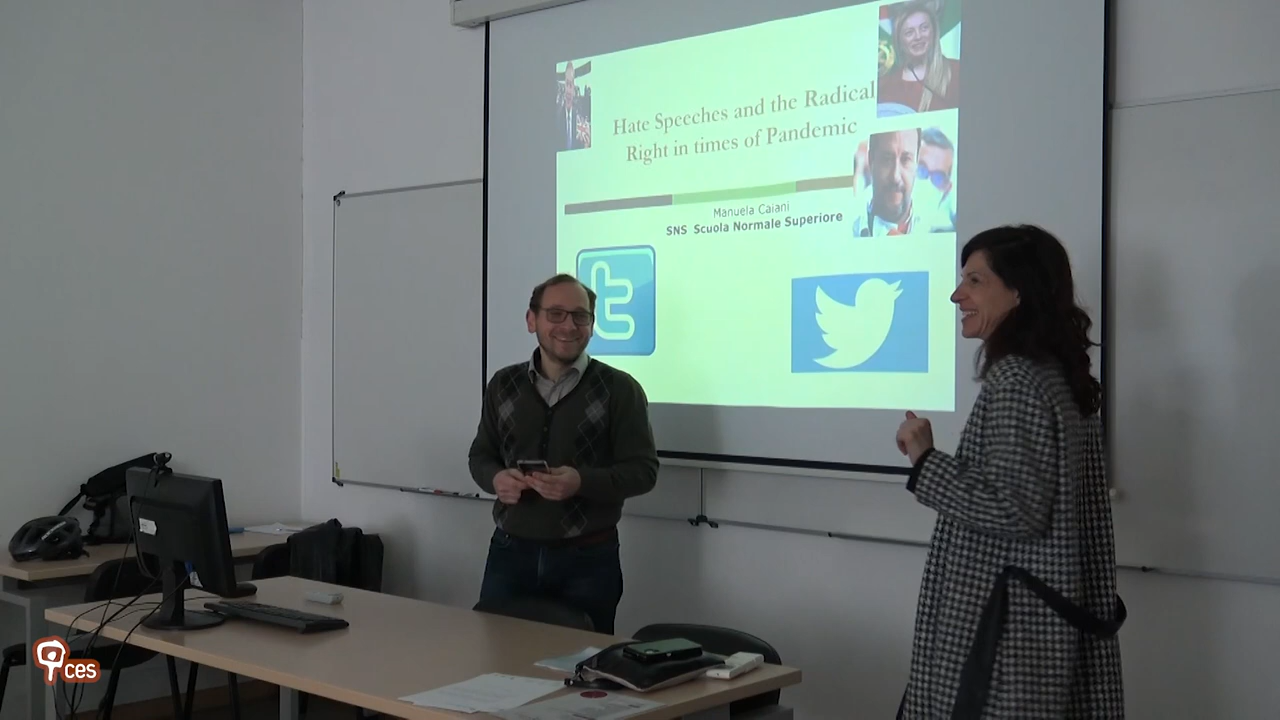 Hate Speeches and the Radical
Right in times of Pandemic
Manuela Caiani
SNS Scuola Normale Superiore
ces